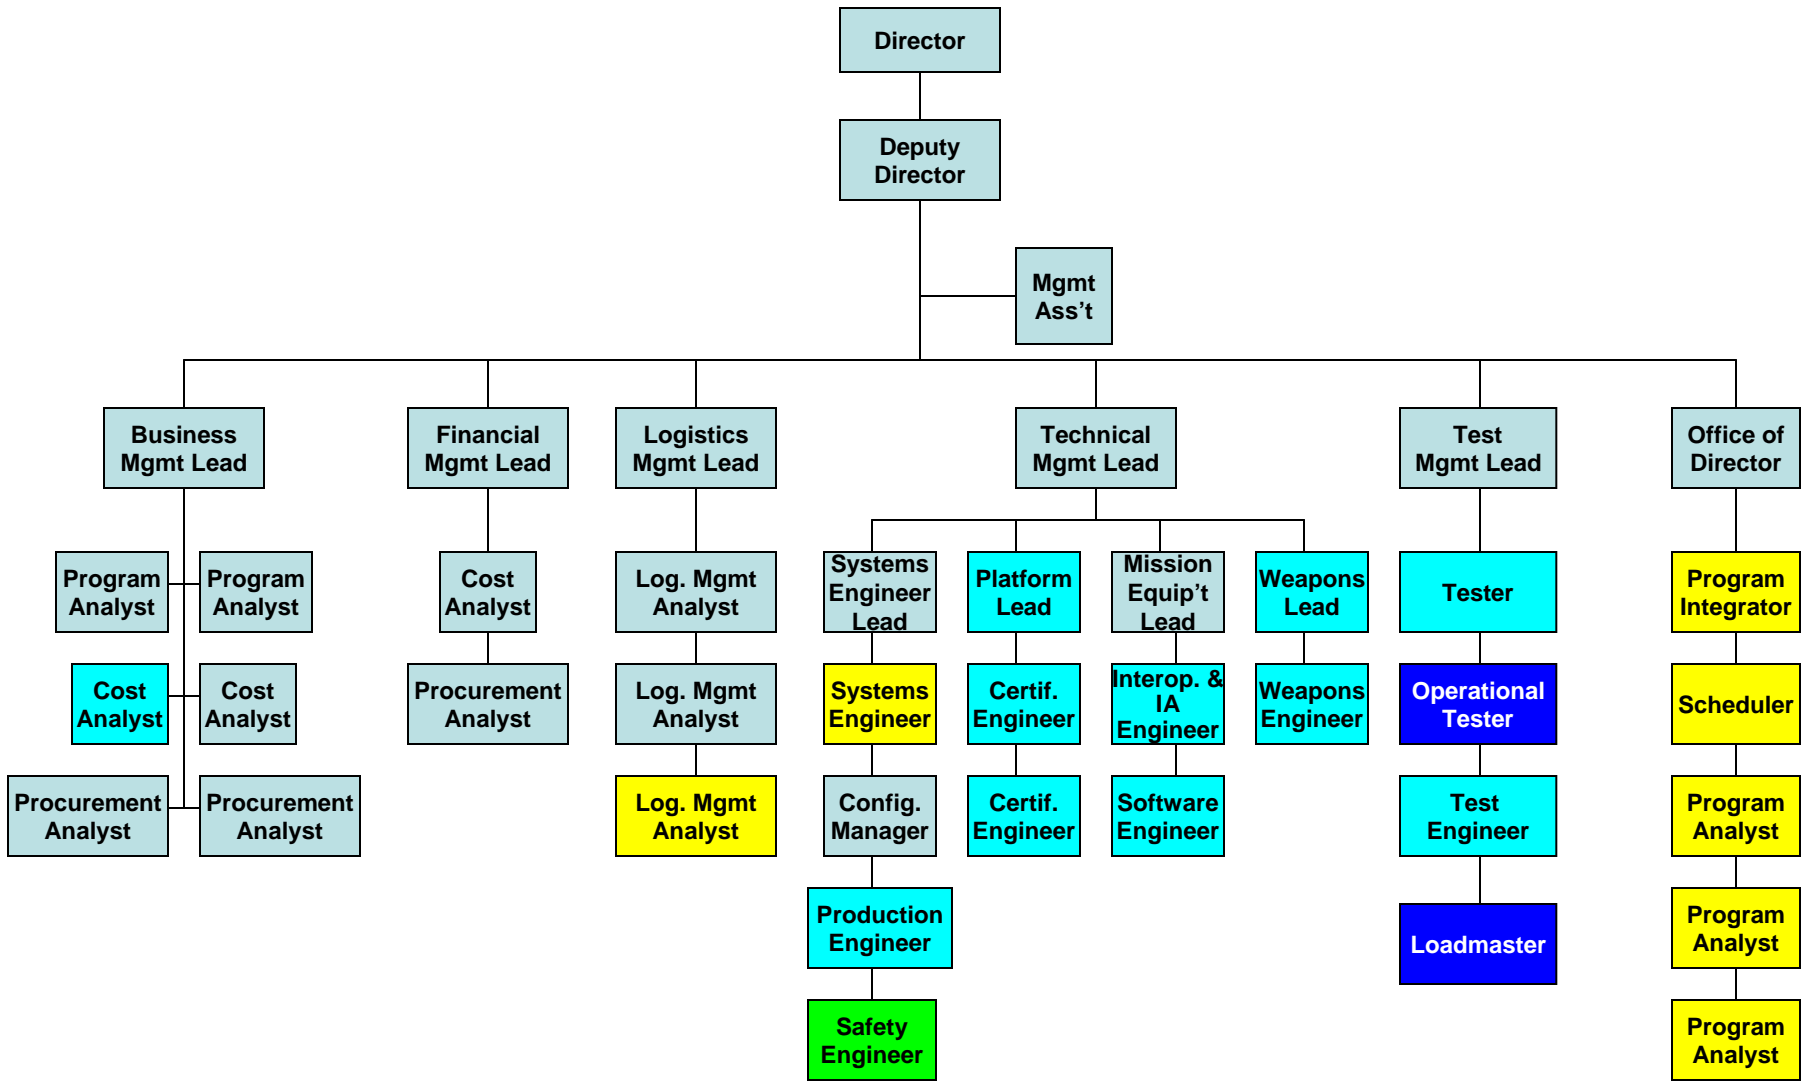 Director
Deputy
Director
Mgmt
Ass’t
Business
Mgmt Lead
Financial
Mgmt Lead
Logistics
Mgmt Lead
Technical
Mgmt Lead
Test
Mgmt Lead
Office of
Director
Program
Analyst
Program
Analyst
Cost
Analyst
Log. Mgmt
Analyst
Systems
Engineer
Lead
Platform
Lead
Mission
Equip’t
Lead
Weapons
Lead
Tester
Program
Integrator
Cost
Analyst
Cost
Analyst
Procurement
Analyst
Log. Mgmt
Analyst
Systems
Engineer
Certif.
Engineer
Interop. &
IA
Engineer
Weapons
Engineer
Operational
Tester
Scheduler
Procurement
Analyst
Procurement
Analyst
Log. Mgmt
Analyst
Config.
Manager
Certif.
Engineer
Software
Engineer
Test
Engineer
Program
Analyst
Production
Engineer
Loadmaster
Program
Analyst
Safety
Engineer
Program
Analyst